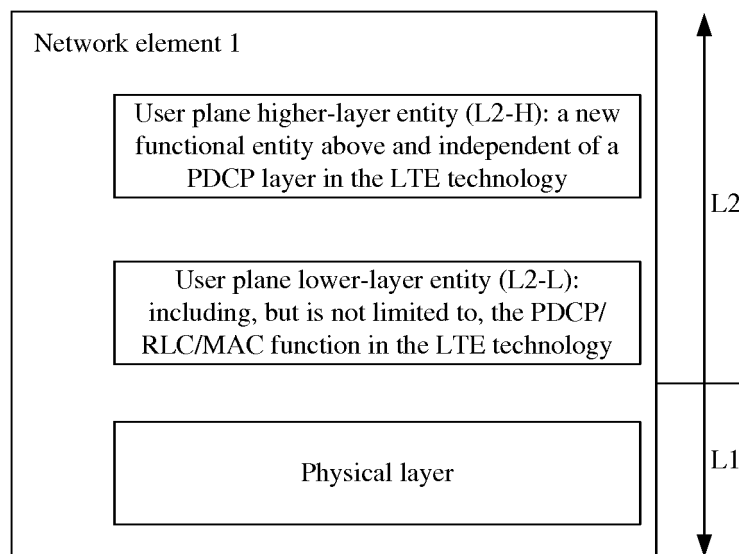 Network element 1
User plane higher-layer entity (L2-H): a new
functional entity above and independent of a
PDCP layer in the LTE technology
L2
User plane lower-layer entity (L2-L):
including, but is not limited to, the PDCP/
RLC/MAC function in the LTE technology
Physical layer
L1